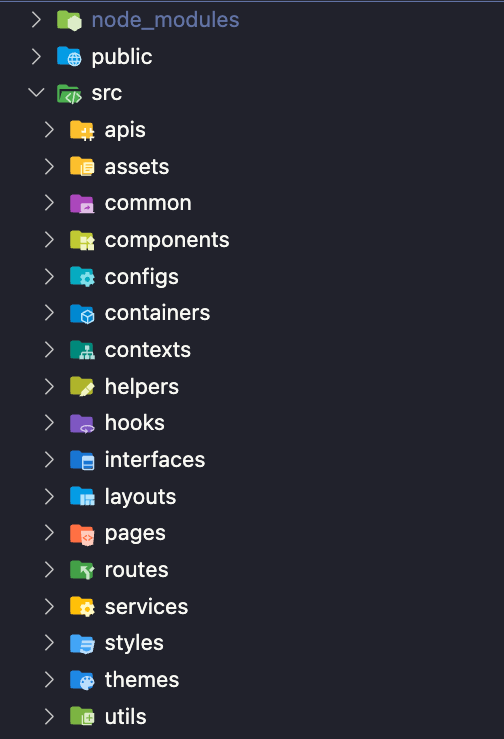 node_modules
public
src
apis
assets
common
components
configs
containers
contexts
helpers
hooks
interfaces
layouts
pages
routes
services
styles
themes
utils